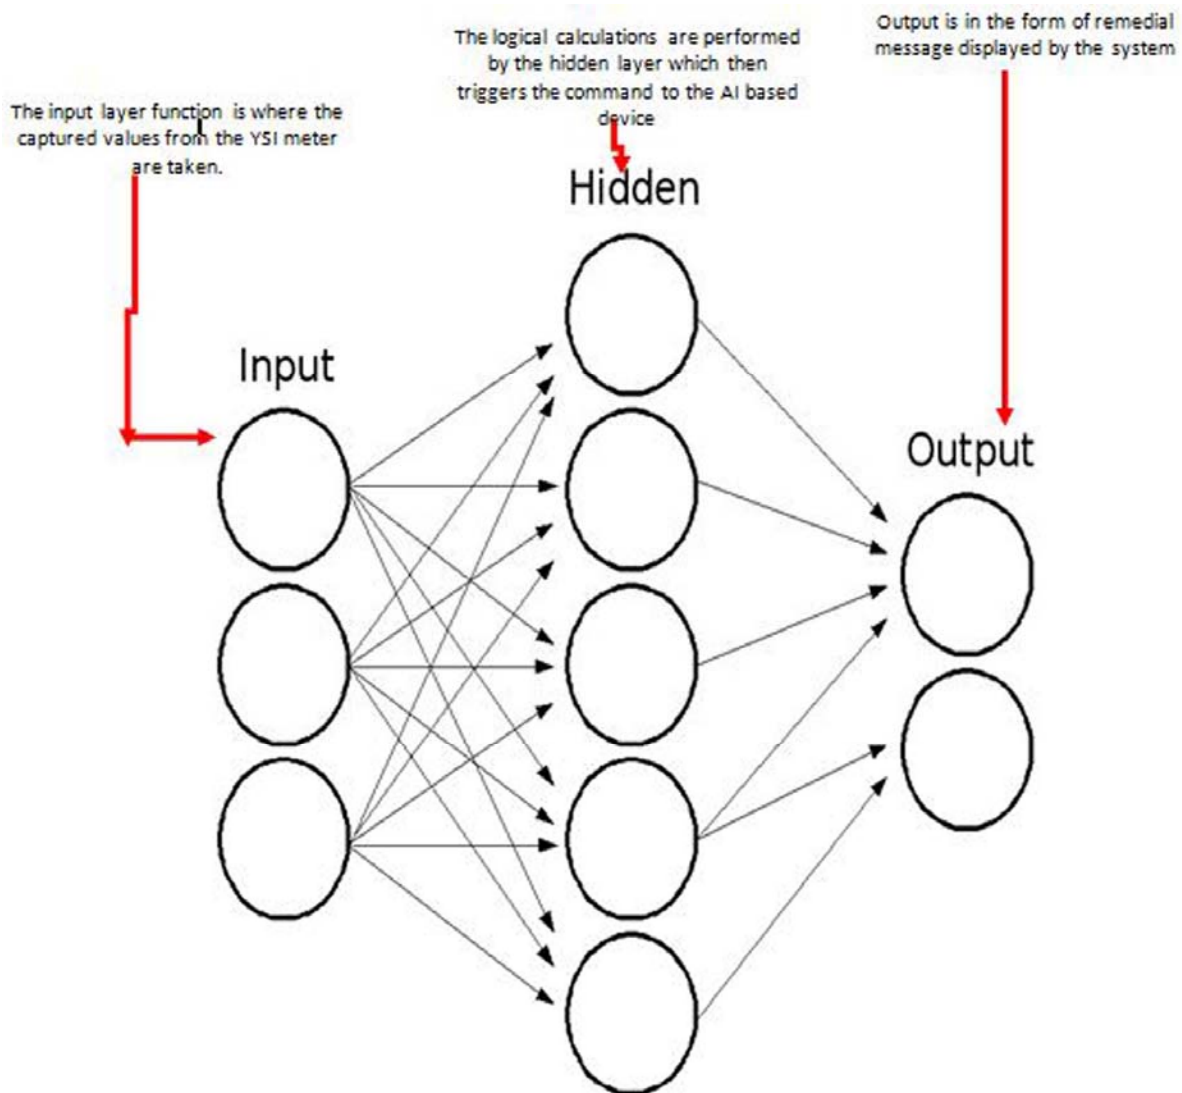 The input layer function is where the
captured values from the YSI meter
are taken.
The logical calculations are performed
by the hidden layer which then
triggers the command to the AI based
device
Output is in the form of remedial
message displayed by the system
Hidden
Input
Output